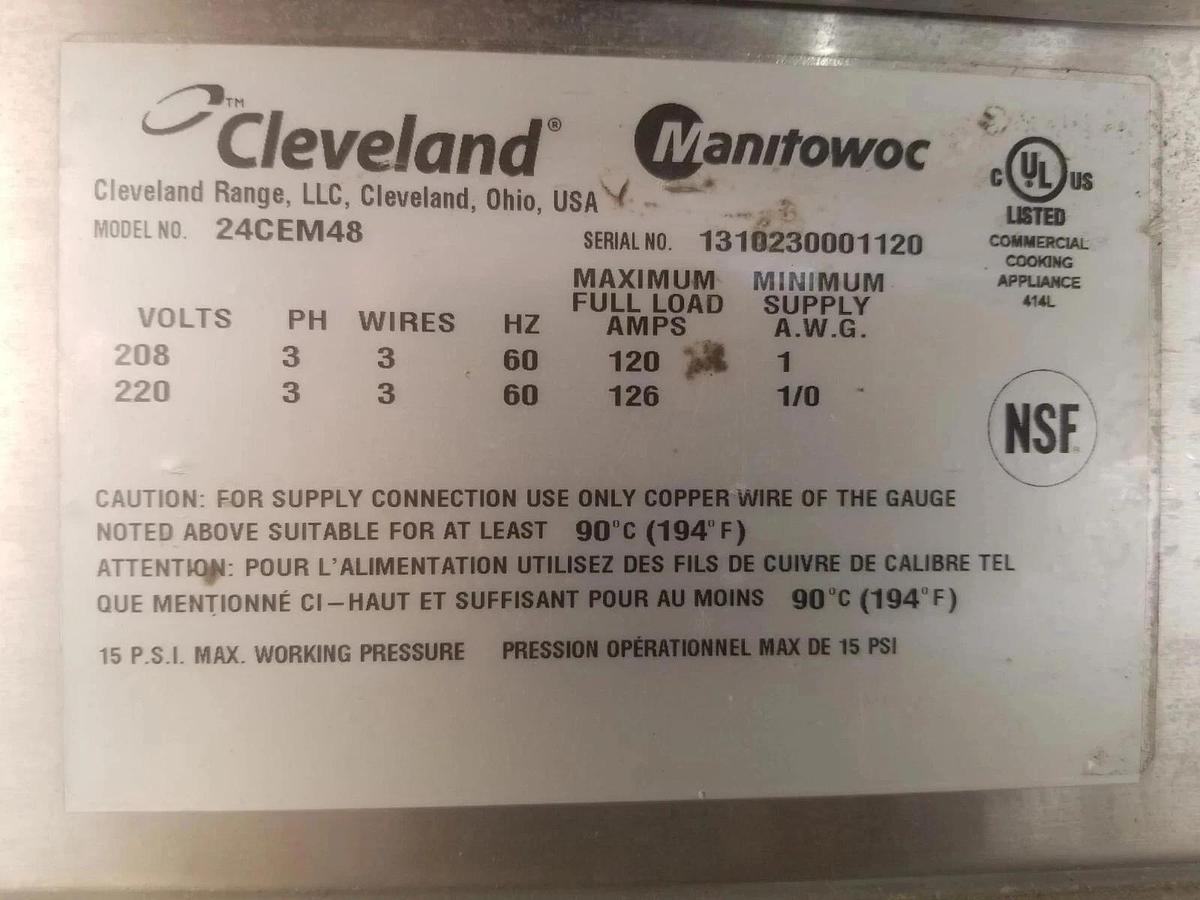 ™Cleveland® Manitowoc
Cleveland Range, LLC, Cleveland, Ohio, USA
MODEL NO. 24CEM48
SERIAL NO. 1310230001120
C UL US
LISTED
COMMERCIAL
COOKING
APPLIANCE
414L
VOLTS PH WIRES HZ MAXIMUM FULL LOAD AMPS MINIMUM SUPPLY A.W.G.
208 3 3 60 120 1
220 3 3 60 126 1/0
NSF
CAUTION: FOR SUPPLY CONNECTION USE ONLY COPPER WIRE OF THE GAUGE
NOTED ABOVE SUITABLE FOR AT LEAST 90°C (194°F)
ATTENTION: POUR L'ALIMENTATION UTILISEZ DES FILS DE CUIVRE DE CALIBRE TEL
QUE MENTIONNÉ CI-HAUT ET SUFFISANT POUR AU MOINS 90°C (194°F)
15 P.S.I. MAX. WORKING PRESSURE PRESSION OPÉRATIONNEL MAX DE 15 PSI